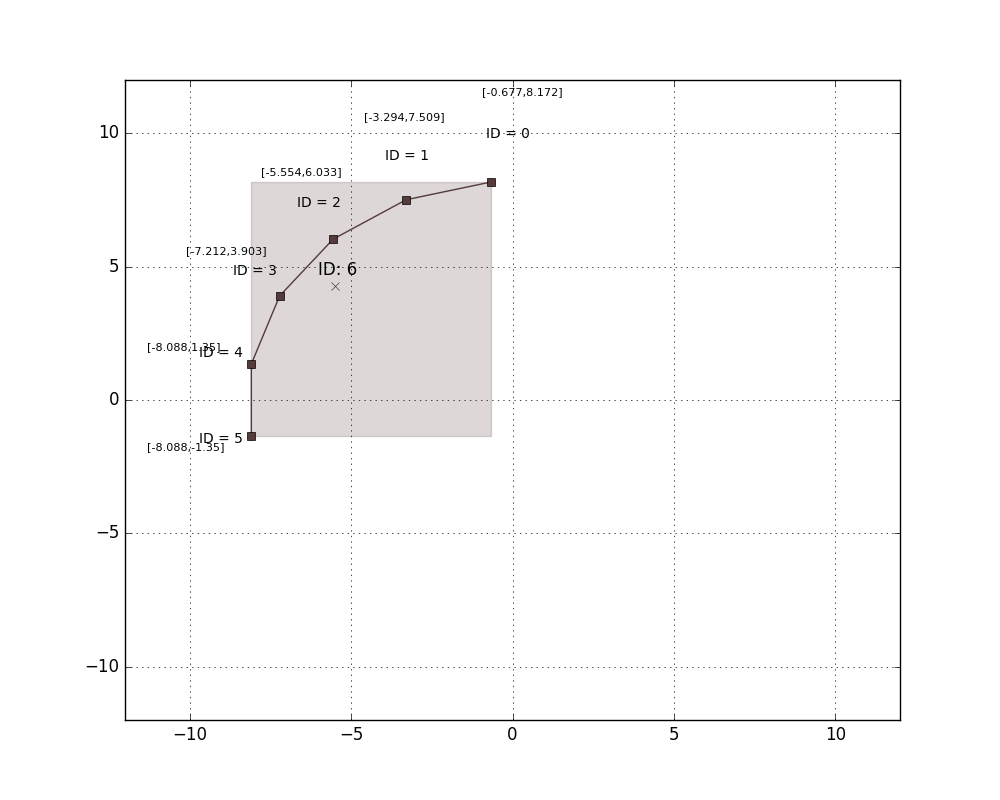 [-0.677,8.172]
10
[-3.294,7.509]
ID = 0
ID = 1
[-5.554,6.033]
ID = 2
[-7.212,3.903]
5
ID = 3
ID: 6
[-8.088,1.35]
ID = 4
0
ID = 5
[-8.088,-1.35]
−5
−10
−10 −5 0 5 10